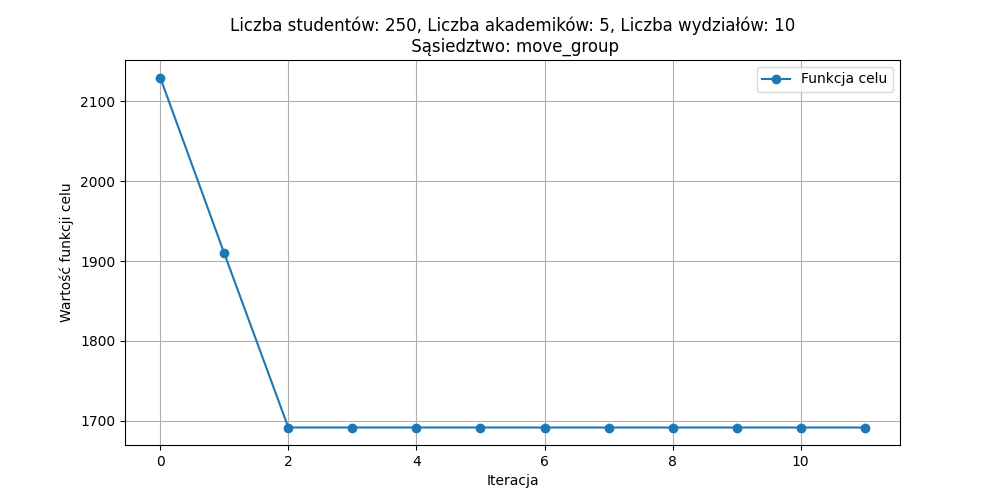 Liczba studentów: 250, Liczba akademików: 5, Liczba wydziałów: 10
Sąsiedztwo: move_group
Funkcja celu
2100
2000
1900
1800
1700
Wartość funkcji celu
0 2 4 6 8 10
Iteracja